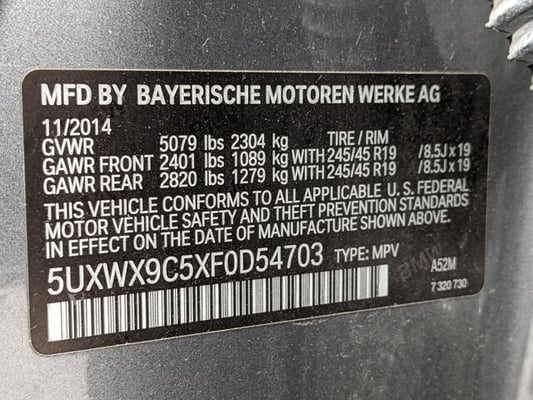 MFD BY BAYERISCHE MOTOREN WERKE AG
11/2014
GVWR 5079 lbs 2304 kg TIRE / RIM
GAWR FRONT 2401 lbs 1089 kg WITH 245/45 R19 /8.5J x 19
GAWR REAR 2820 lbs 1279 kg WITH 245/45 R19 /8.5J x 19
THIS VEHICLE CONFORMS TO ALL APPLICABLE U. S. FEDERAL
MOTOR VEHICLE SAFETY AND THEFT PREVENTION STANDARDS
IN EFFECT ON THE DATE OF MANUFACTURE SHOWN ABOVE.
5UXWX9C5XF0D54703 TYPE: MPV
BMW
A52M
7 320 730